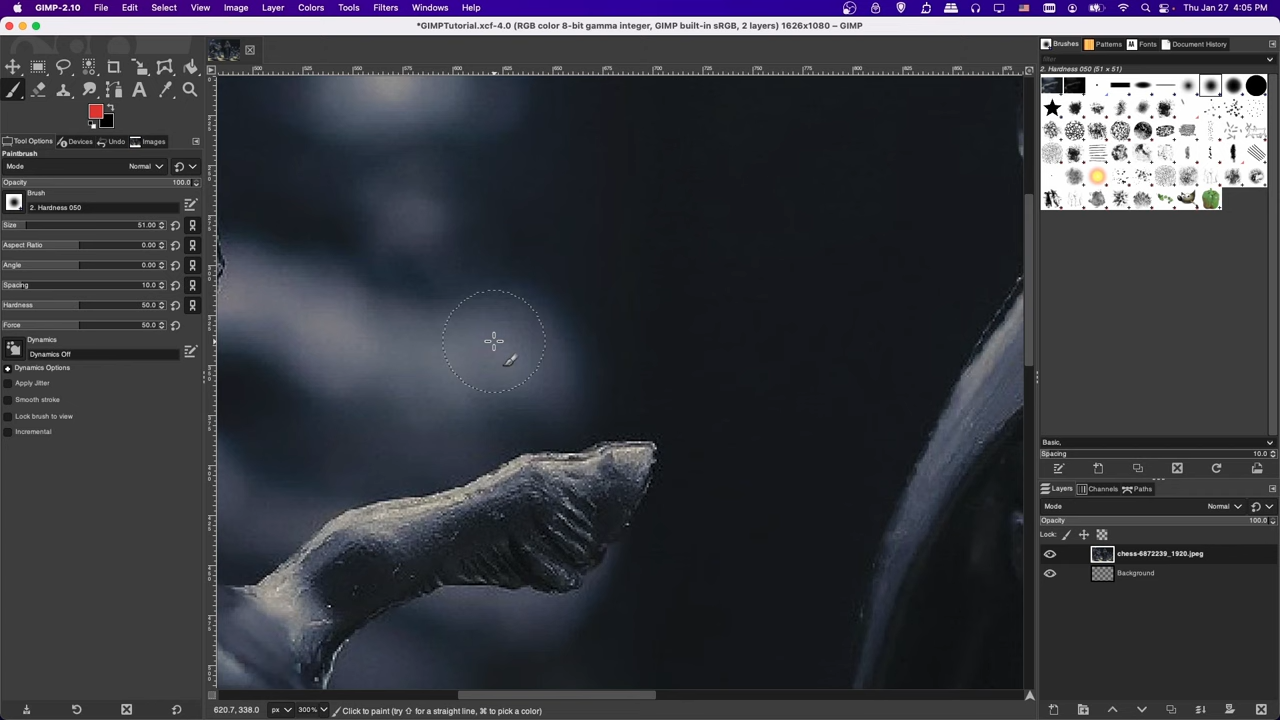 GIMP-2.10 File Edit Select View Image Layer Colors Tools Filters Windows Help Thu Jan 27 4:05 PM
*GIMPTutorial.xcf-4.0 (RGB color 8-bit gamma integer, GIMP built-in sRGB, 2 layers) 1626x1080 – GIMP
Brushes Patterns Fonts Document History
filter
2. Hardness 050 (51 × 51)
Tool Options Devices Undo Images
Paintbrush
Mode Normal
Opacity 100.0
Brush
2. Hardness 050
Size 51.00
Aspect Ratio 0.00
Angle 0.00
Spacing 10.0
Hardness 50.0
Force 50.0
Dynamics
Dynamics Off
Dynamics Options
Apply Jitter
Smooth stroke
Lock brush to view
Incremental
Basic,
Spacing 10.0
Layers Channels Paths
Mode Normal
Opacity 100.0
Lock:
chess-6872239_1920.jpeg
Background
620.7, 338.0 px 300% Click to paint (try ⇧ for a straight line, ⌘ to pick a color)